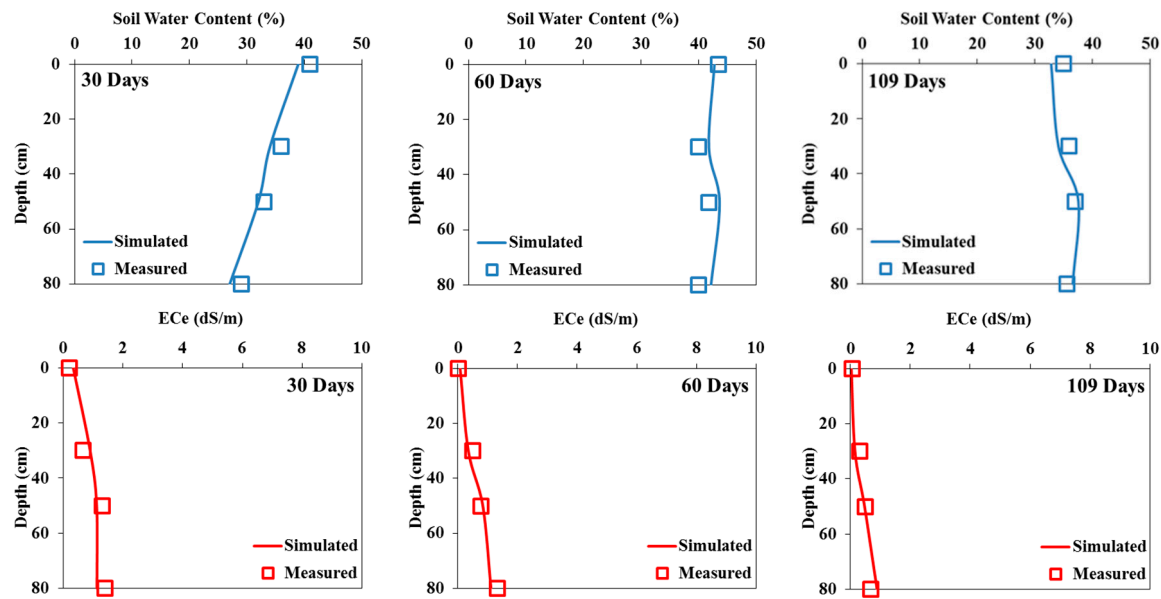 Soil Water Content (%)
0 10 20 30 40 50
0
20
40
60
80
Depth (cm)
30 Days
Simulated
Measured
Soil Water Content (%)
0 10 20 30 40 50
0
20
40
60
80
Depth (cm)
60 Days
Simulated
Measured
Soil Water Content (%)
0 10 20 30 40 50
0
20
40
60
80
Depth (cm)
109 Days
Simulated
Measured
ECe (dS/m)
0 2 4 6 8 10
0
20
40
60
80
Depth (cm)
30 Days
Simulated
Measured
ECe (dS/m)
0 2 4 6 8 10
0
20
40
60
80
Depth (cm)
60 Days
Simulated
Measured
ECe (dS/m)
0 2 4 6 8 10
0
20
40
60
80
Depth (cm)
109 Days
Simulated
Measured